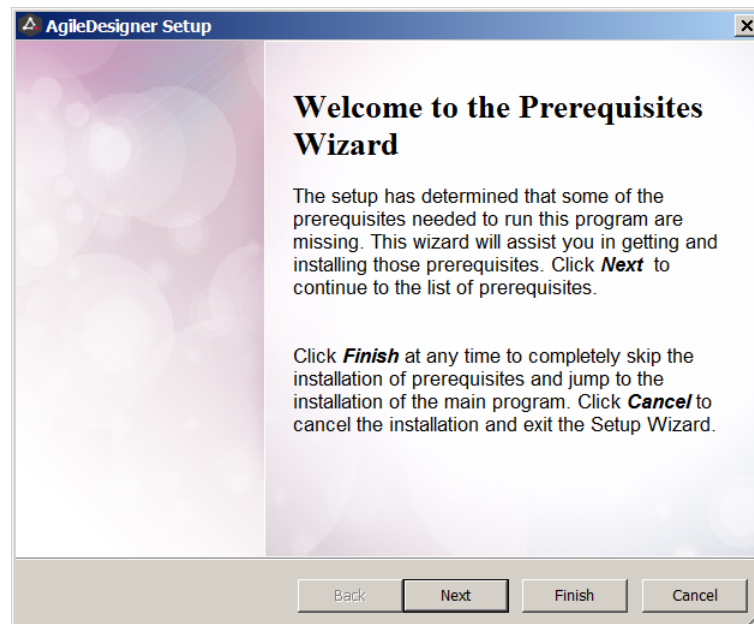 AgileDesigner Setup
Welcome to the Prerequisites
Wizard
The setup has determined that some of the
prerequisites needed to run this program are
missing. This wizard will assist you in getting and
installing those prerequisites. Click Next to
continue to the list of prerequisites.
Click Finish at any time to completely skip the
installation of prerequisites and jump to the
installation of the main program. Click Cancel to
cancel the installation and exit the Setup Wizard.
Back Next Finish Cancel